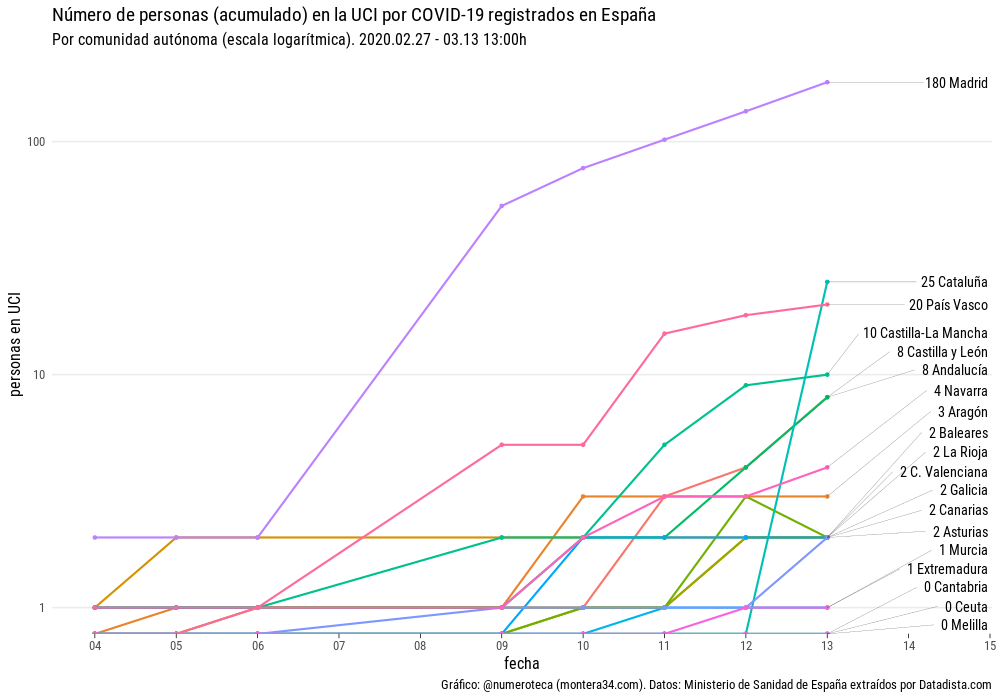 Número de personas (acumulado) en la UCI por COVID-19 registrados en España
Por comunidad autónoma (escala logarítmica). 2020.02.27 - 03.13 13:00h
personas en UCI
100
10
1
180 Madrid
25 Cataluña
20 País Vasco
10 Castilla-La Mancha
8 Castilla y León
8 Andalucía
4 Navarra
3 Aragón
2 Baleares
2 La Rioja
2 C. Valenciana
2 Galicia
2 Canarias
2 Asturias
1 Murcia
1 Extremadura
0 Cantabria
0 Ceuta
0 Melilla
04 05 06 07 08 09 10 11 12 13 14 15
fecha
Gráfico: @numeroteca (montera34.com). Datos: Ministerio de Sanidad de España extraídos por Datadista.com